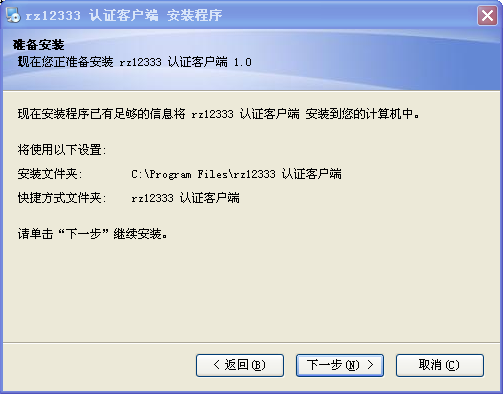 rz12333 认证客户端 安装程序
准备安装
现在您正准备安装 rz12333 认证客户端 1.0
现在安装程序已有足够的信息将 rz12333 认证客户端 安装到您的计算机中。
将使用以下设置:
安装文件夹: C:\Program Files\rz12333 认证客户端
快捷方式文件夹: rz12333 认证客户端
请单击“下一步”继续安装。
< 返回(B) 下一步(N) > 取消(C)